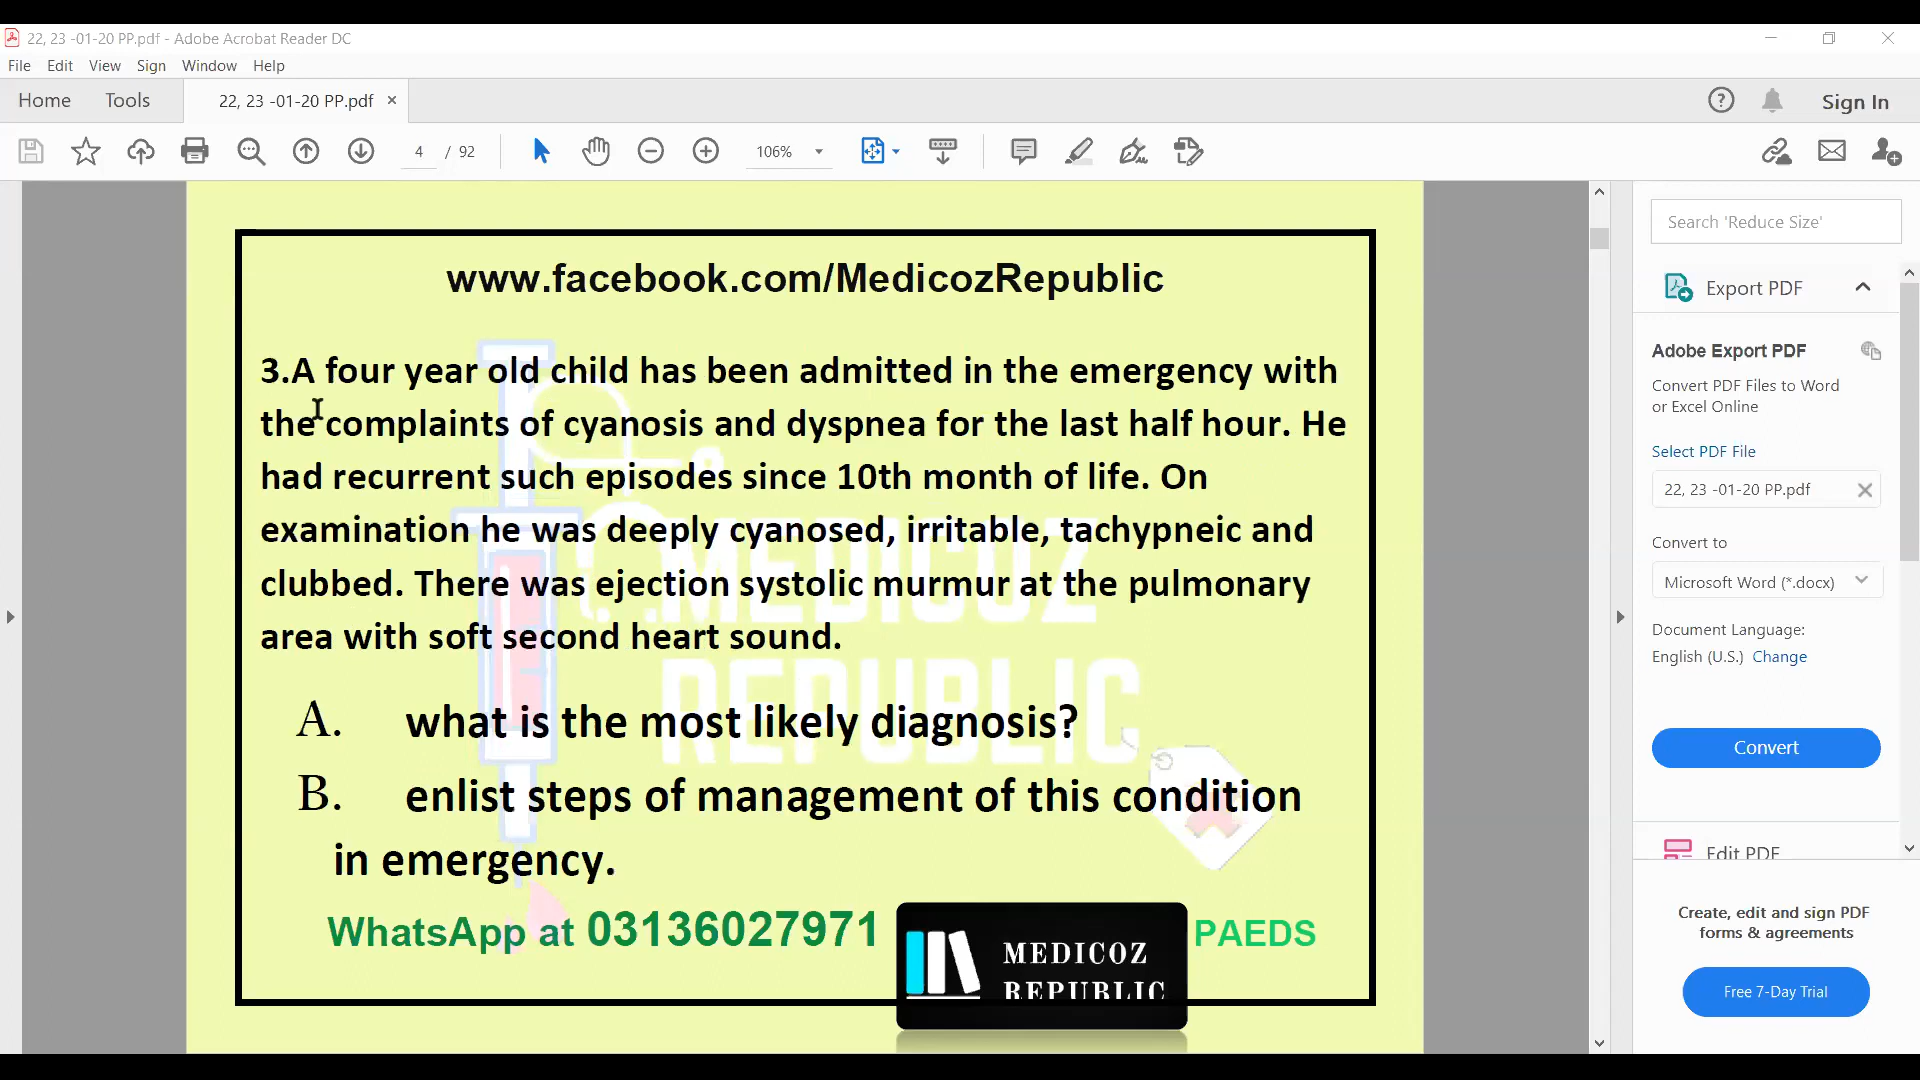 22, 23 -01-20 PP.pdf - Adobe Acrobat Reader DC
File Edit View Sign Window Help
Home Tools 22, 23 -01-20 PP.pdf × Sign In
4 / 92 106%
www.facebook.com/MedicozRepublic
3.A four year old child has been admitted in the emergency with
the complaints of cyanosis and dyspnea for the last half hour. He
had recurrent such episodes since 10th month of life. On
examination he was deeply cyanosed, irritable, tachypneic and
clubbed. There was ejection systolic murmur at the pulmonary
area with soft second heart sound.
A. what is the most likely diagnosis?
B. enlist steps of management of this condition
in emergency.
WhatsApp at 03136027971 PAEDS
MEDICOZ
REPUBLIC
MEDICOZ
REPUBLIC
Search 'Reduce Size'
Export PDF
Adobe Export PDF
Convert PDF Files to Word
or Excel Online
Select PDF File
22, 23 -01-20 PP.pdf
Convert to
Microsoft Word (*.docx)
Document Language:
English (U.S.) Change
Convert
Edit PDF
Create, edit and sign PDF
forms & agreements
Free 7-Day Trial